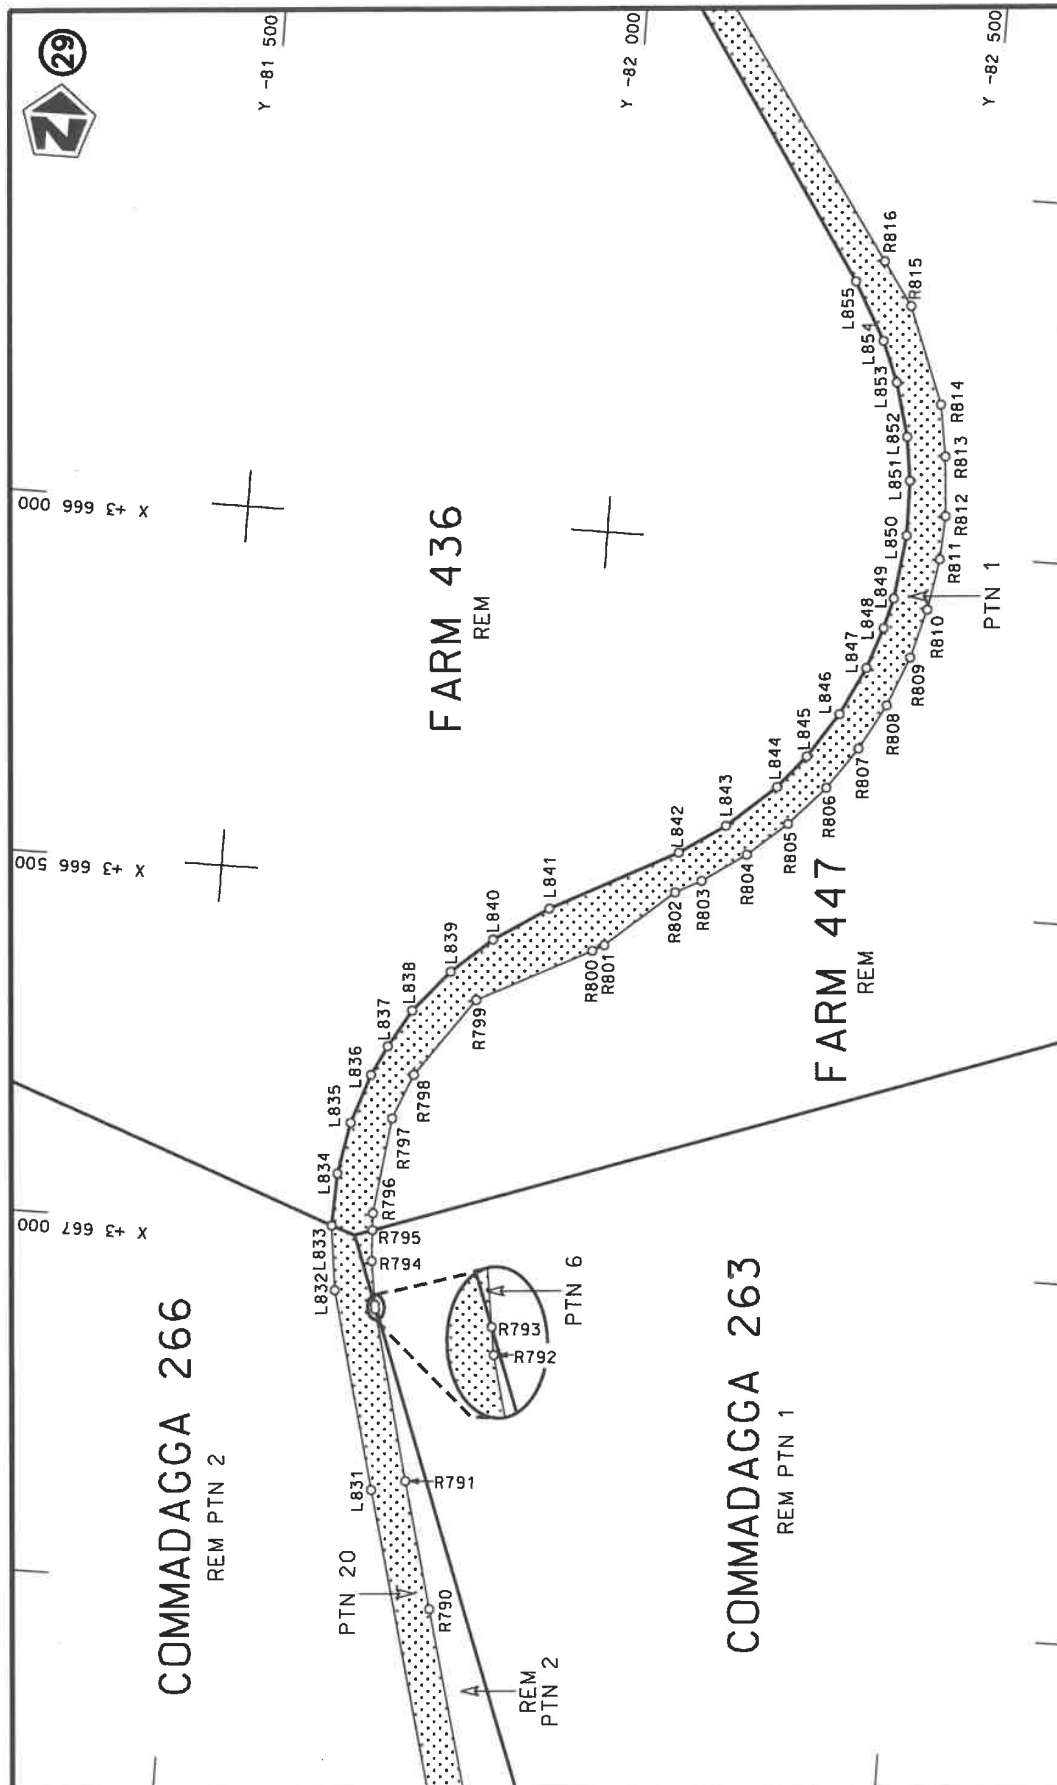 29
N
Y -81 500
Y -82 000
Y -82 500
X +3 666 000
X +3 666 500
X +3 667 000
FARM 436
REM
FARM 447
REM
COMMADAGGA 266
REM PTN 2
COMMADAGGA 263
REM PTN 1
PTN 20
REM
PTN 2
PTN 6
PTN 1
L831
L832
L833
L834
L835
L836
L837
L838
L839
L840
L841
L842
L843
L844
L845
L846
L847
L848
L849
L850
L851
L852
L853
L854
L855
R790
R791
R792
R793
R794
R795
R796
R797
R798
R799
R800
R801
R802
R803
R804
R805
R806
R807
R808
R809
R810
R811
R812
R813
R814
R815
R816